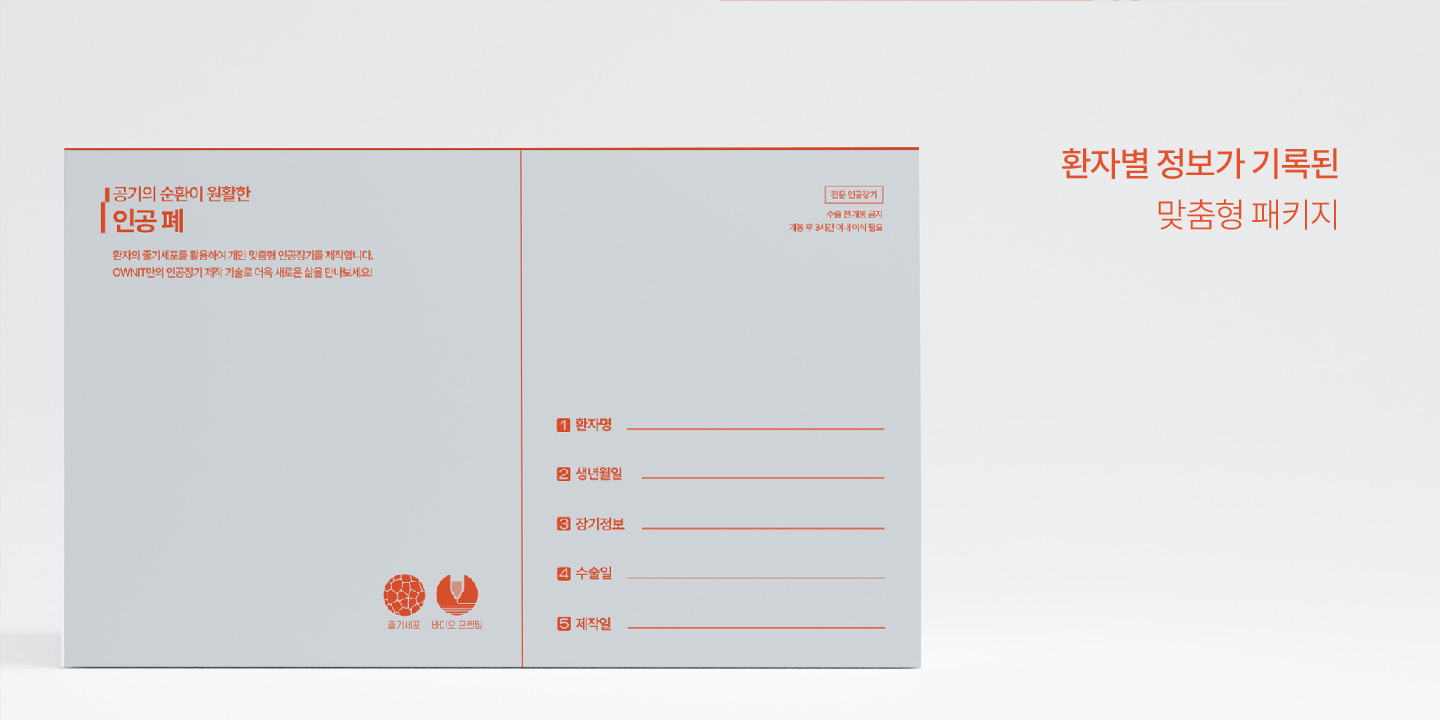 공기의 순환이 원활한
인공 폐
환자의 줄기세포를 활용하여 개인 맞춤형 인공장기를 제작합니다.
OWNIT만의 인공장기 제작 기술로 더욱 새로운 삶을 만나보세요!
줄기세포
바이오 프린팅
전문 인공장기
수술 전 개봉 금지
개봉 후 3시간 이내 이식 필요
1 환자명
2 생년월일
3 장기정보
4 수술일
5 제작일
환자별 정보가 기록된
맞춤형 패키지